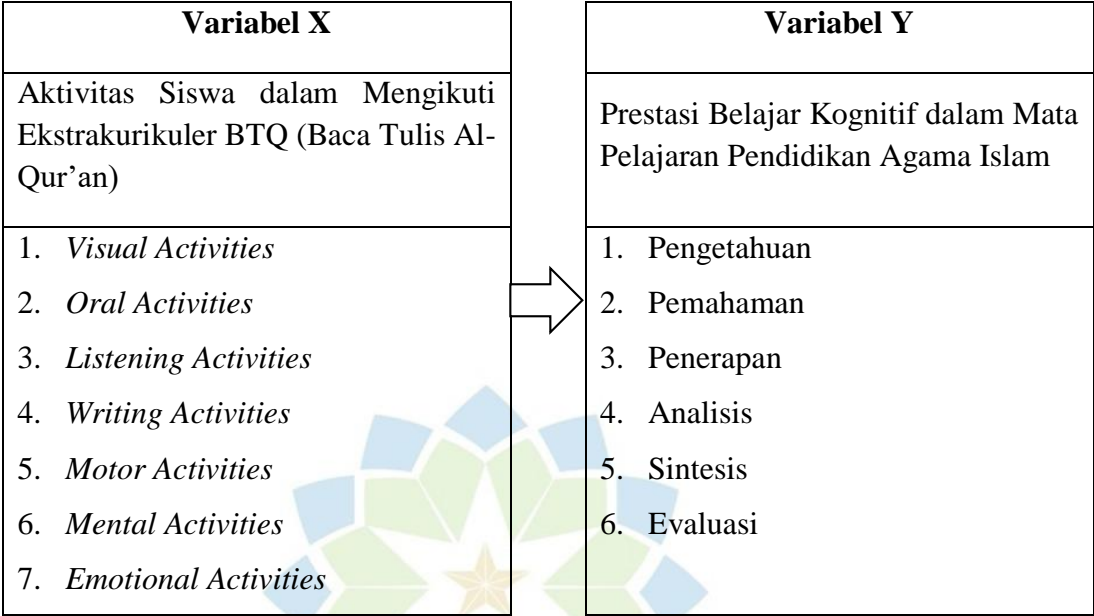 Variabel X
Aktivitas Siswa dalam Mengikuti
Ekstrakurikuler BTQ (Baca Tulis Al-
Qur’an)
1. Visual Activities
2. Oral Activities
3. Listening Activities
4. Writing Activities
5. Motor Activities
6. Mental Activities
7. Emotional Activities
Variabel Y
Prestasi Belajar Kognitif dalam Mata
Pelajaran Pendidikan Agama Islam
1. Pengetahuan
2. Pemahaman
3. Penerapan
4. Analisis
5. Sintesis
6. Evaluasi